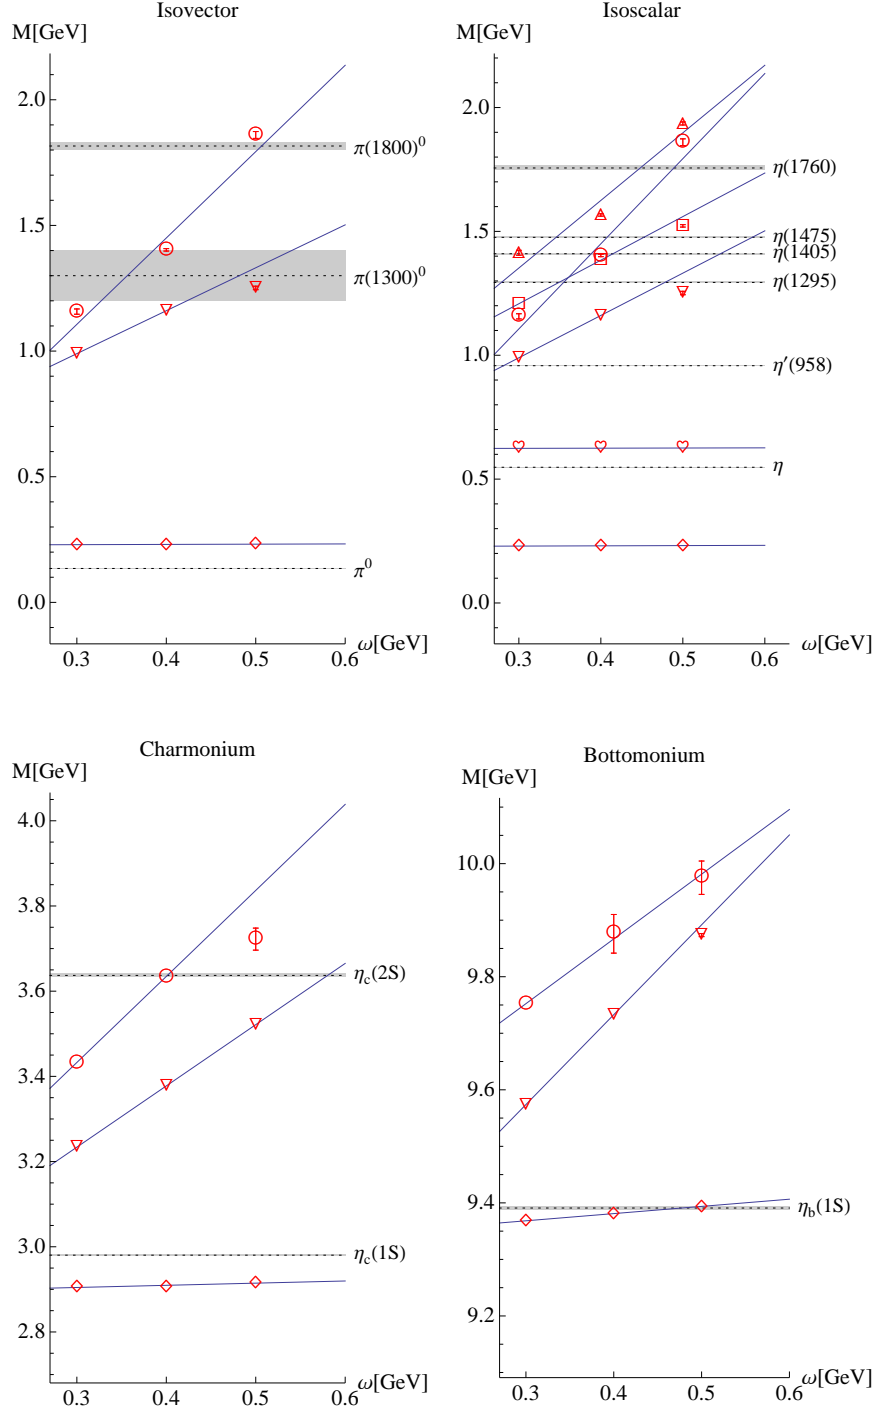 Isovector
M[GeV]
2.0
π(1800)⁰
1.5
π(1300)⁰
1.0
0.5
π⁰
0.0
ω[GeV]
0.3 0.4 0.5 0.6
Isoscalar
M[GeV]
2.0
η(1760)
1.5
η(1475)
η(1405)
η(1295)
1.0
η′(958)
0.5
η
0.0
ω[GeV]
0.3 0.4 0.5 0.6
Charmonium
M[GeV]
4.0
3.8
3.6
η_c(2S)
3.4
3.2
3.0
η_c(1S)
2.8
ω[GeV]
0.3 0.4 0.5 0.6
Bottomonium
M[GeV]
10.0
9.8
9.6
9.4
η_b(1S)
9.2
ω[GeV]
0.3 0.4 0.5 0.6